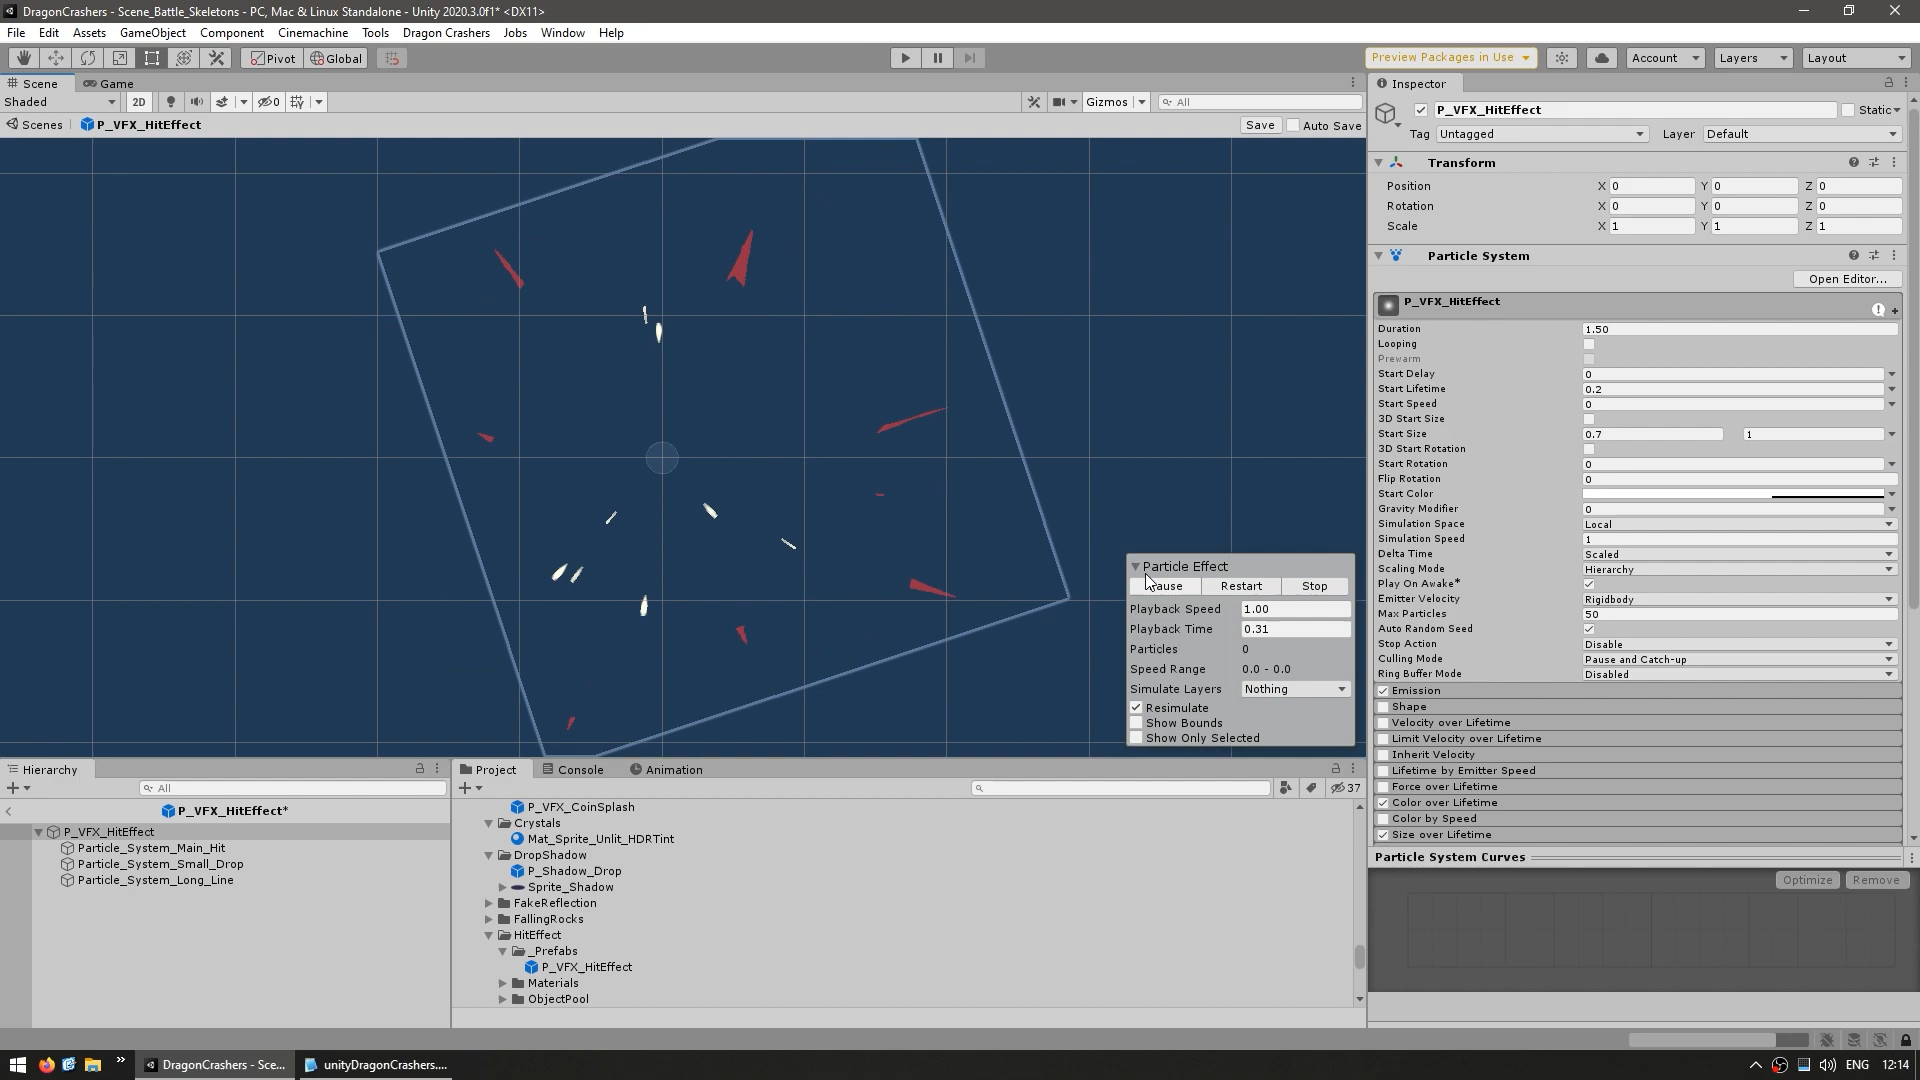 DragonCrashers - Scene_Battle_Skeletons - PC, Mac & Linux Standalone - Unity 2020.3.0f1* <DX11>
File Edit Assets GameObject Component Cinemachine Tools Dragon Crashers Jobs Window Help
Pivot Global Preview Packages in Use Account Layers Layout
Scene Game
Shaded 2D 0 Gizmos All
Scenes P_VFX_HitEffect Save Auto Save
Particle Effect
Pause Restart Stop
Playback Speed 1.00
Playback Time 0.31
Particles 0
Speed Range 0.0 - 0.0
Simulate Layers Nothing
Resimulate
Show Bounds
Show Only Selected
Inspector
P_VFX_HitEffect Static
Tag Untagged Layer Default
Transform
Position X 0 Y 0 Z 0
Rotation X 0 Y 0 Z 0
Scale X 1 Y 1 Z 1
Particle System
Open Editor...
P_VFX_HitEffect
Duration 1.50
Looping
Prewarm
Start Delay 0
Start Lifetime 0.2
Start Speed 0
3D Start Size
Start Size 0.7 1
3D Start Rotation
Start Rotation 0
Flip Rotation 0
Start Color
Gravity Modifier 0
Simulation Space Local
Simulation Speed 1
Delta Time Scaled
Scaling Mode Hierarchy
Play On Awake*
Emitter Velocity Rigidbody
Max Particles 50
Auto Random Seed
Stop Action Disable
Culling Mode Pause and Catch-up
Ring Buffer Mode Disabled
Emission
Shape
Velocity over Lifetime
Limit Velocity over Lifetime
Inherit Velocity
Lifetime by Emitter Speed
Force over Lifetime
Color over Lifetime
Color by Speed
Size over Lifetime
Particle System Curves
Optimize Remove
Hierarchy
All
P_VFX_HitEffect*
P_VFX_HitEffect
Particle_System_Main_Hit
Particle_System_Small_Drop
Particle_System_Long_Line
Project Console Animation
37
P_VFX_CoinSplash
Crystals
Mat_Sprite_Unlit_HDRTint
DropShadow
P_Shadow_Drop
Sprite_Shadow
FakeReflection
FallingRocks
HitEffect
_Prefabs
P_VFX_HitEffect
Materials
ObjectPool
DragonCrashers - Sce... unityDragonCrashers.... ENG 12:14